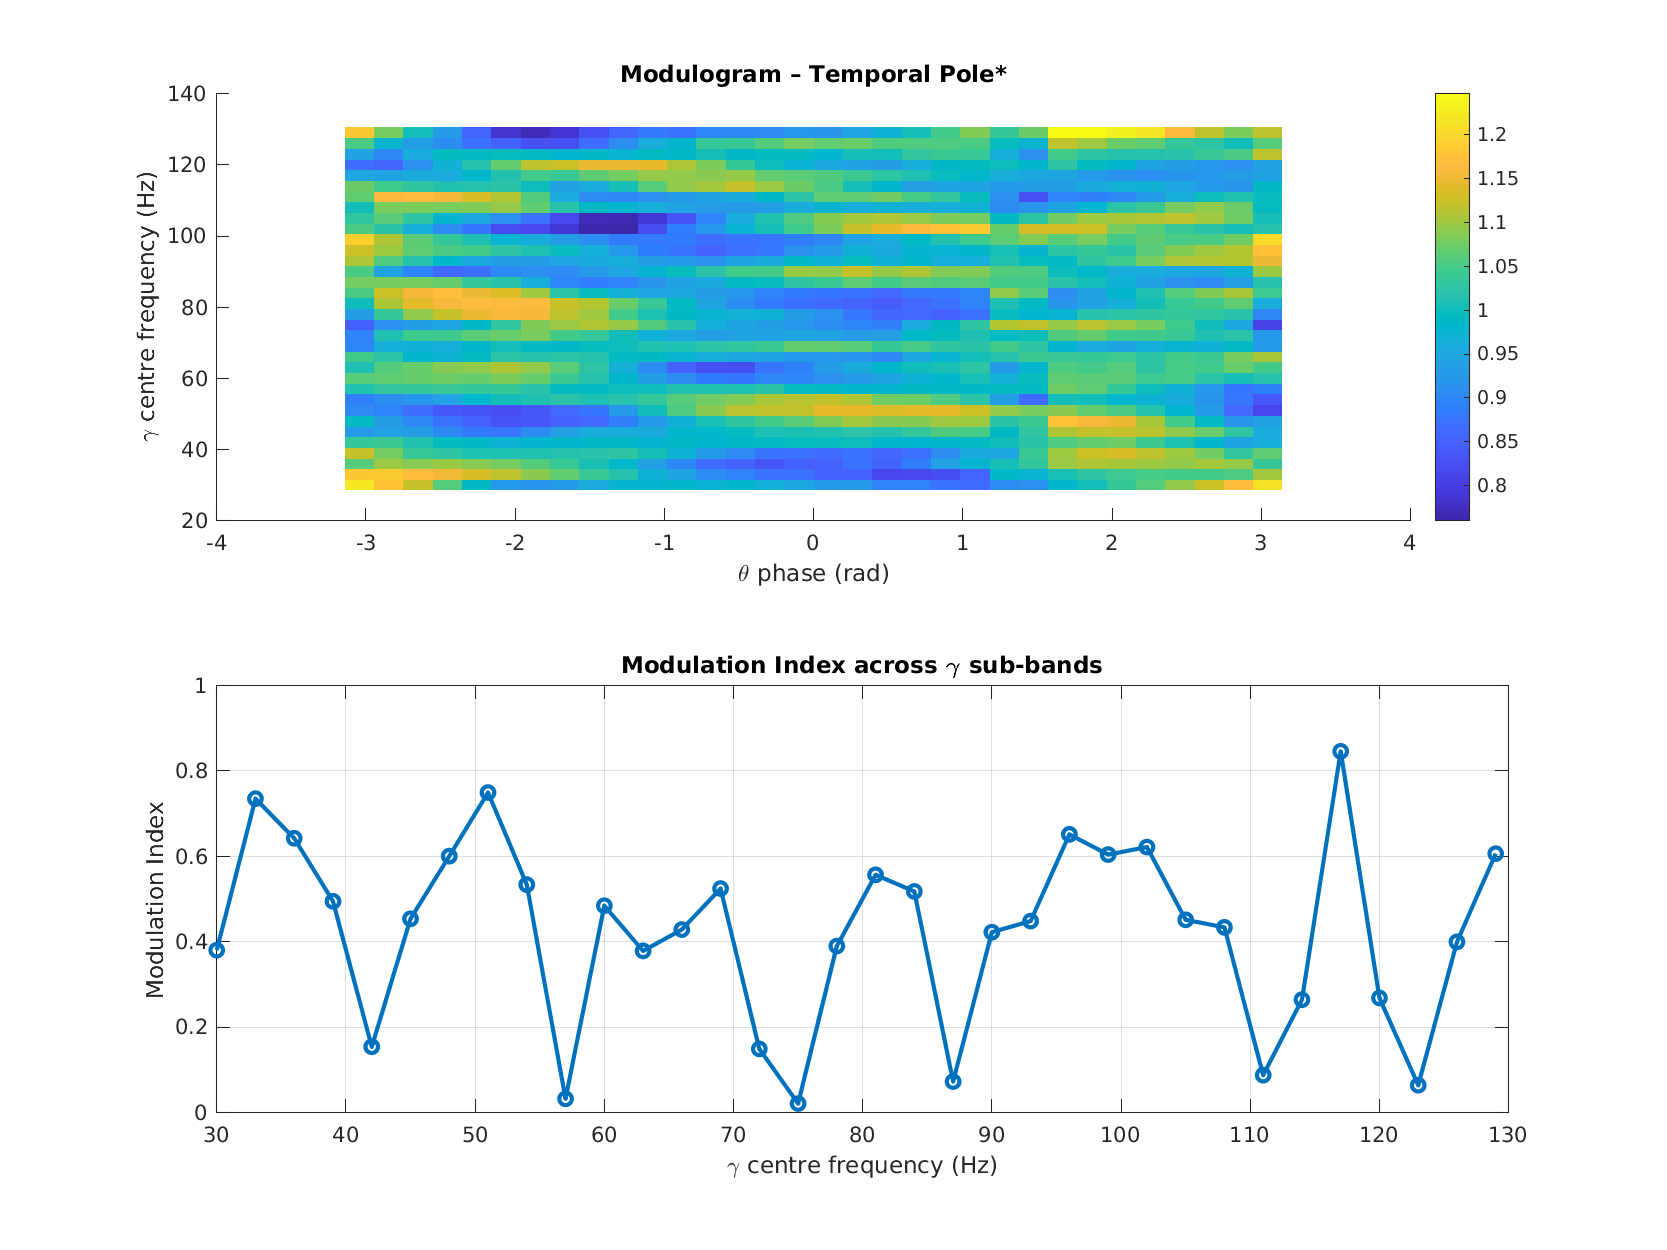 Modulogram – Temporal Pole*
140
120
100
80
60
40
20
γ centre frequency (Hz)
-4 -3 -2 -1 0 1 2 3 4
θ phase (rad)
1.2
1.15
1.1
1.05
1
0.95
0.9
0.85
0.8
Modulation Index across γ sub-bands
1
0.8
0.6
0.4
0.2
0
Modulation Index
30 40 50 60 70 80 90 100 110 120 130
γ centre frequency (Hz)